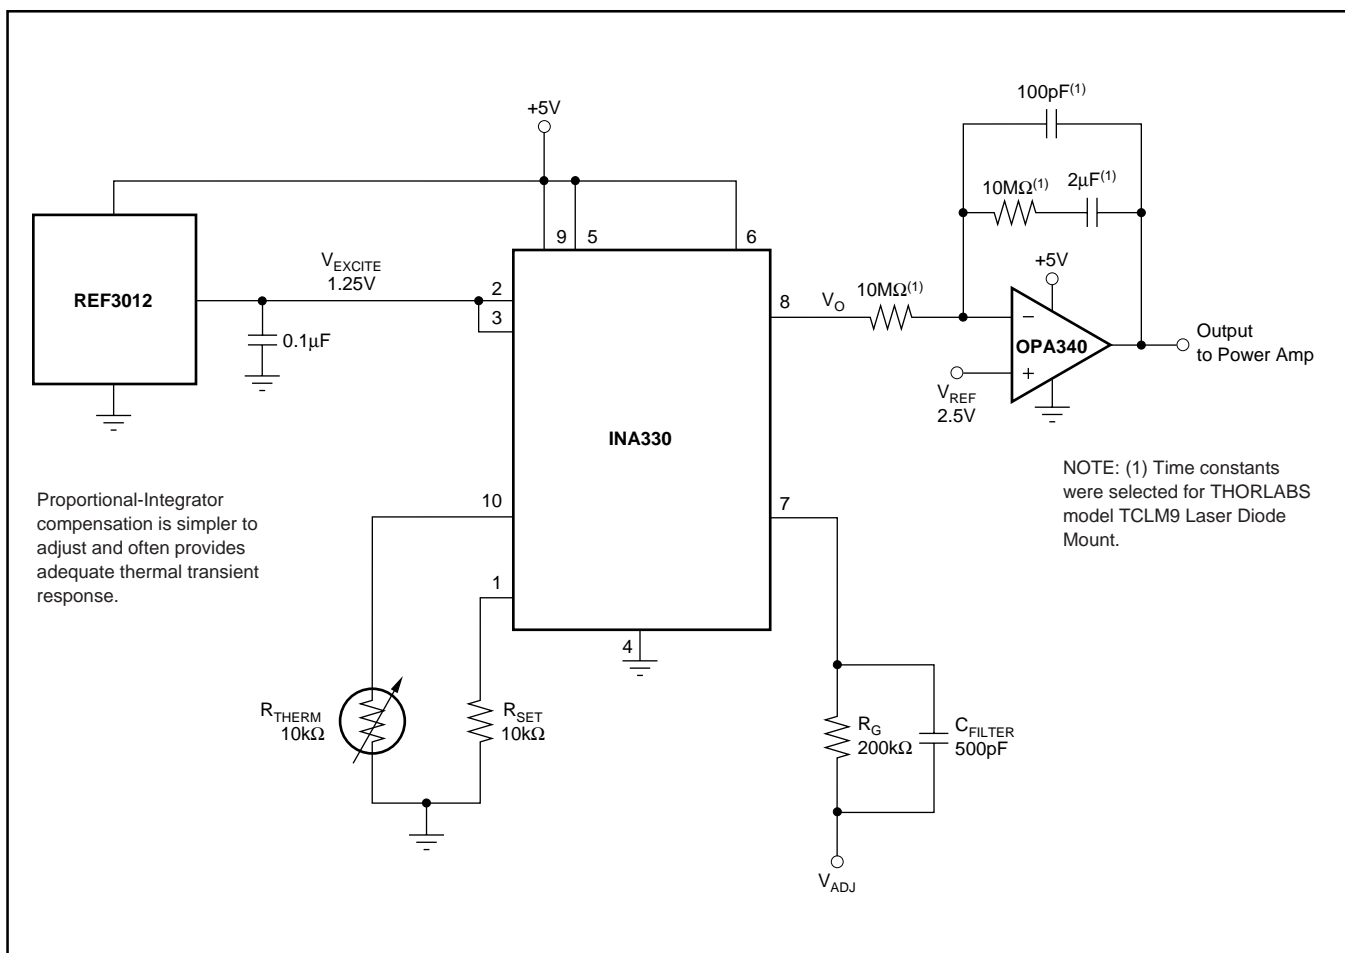 100pF(1)
+5V
10MΩ(1)
2µF(1)
9
5
6
VEXCITE
1.25V
REF3012
2
3
0.1µF
8
VO
10MΩ(1)
+5V
−
OPA340
+
Output
to Power Amp
VREF
2.5V
INA330
NOTE: (1) Time constants
were selected for THORLABS
model TCLM9 Laser Diode
Mount.
Proportional-Integrator
compensation is simpler to
adjust and often provides
adequate thermal transient
response.
10
7
1
4
RTHERM
10kΩ
RSET
10kΩ
RG
200kΩ
CFILTER
500pF
VADJ